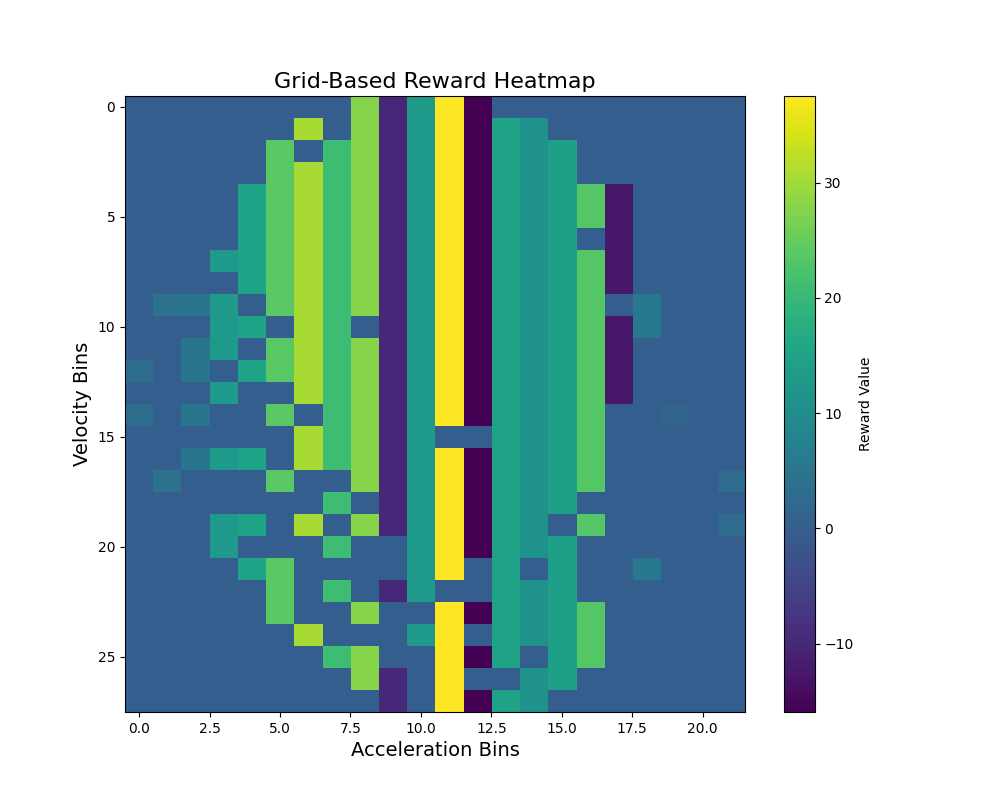 Grid-Based Reward Heatmap
0
5
10
15
20
25
Velocity Bins
0.0 2.5 5.0 7.5 10.0 12.5 15.0 17.5 20.0
Acceleration Bins
30
20
10
0
−10
Reward Value